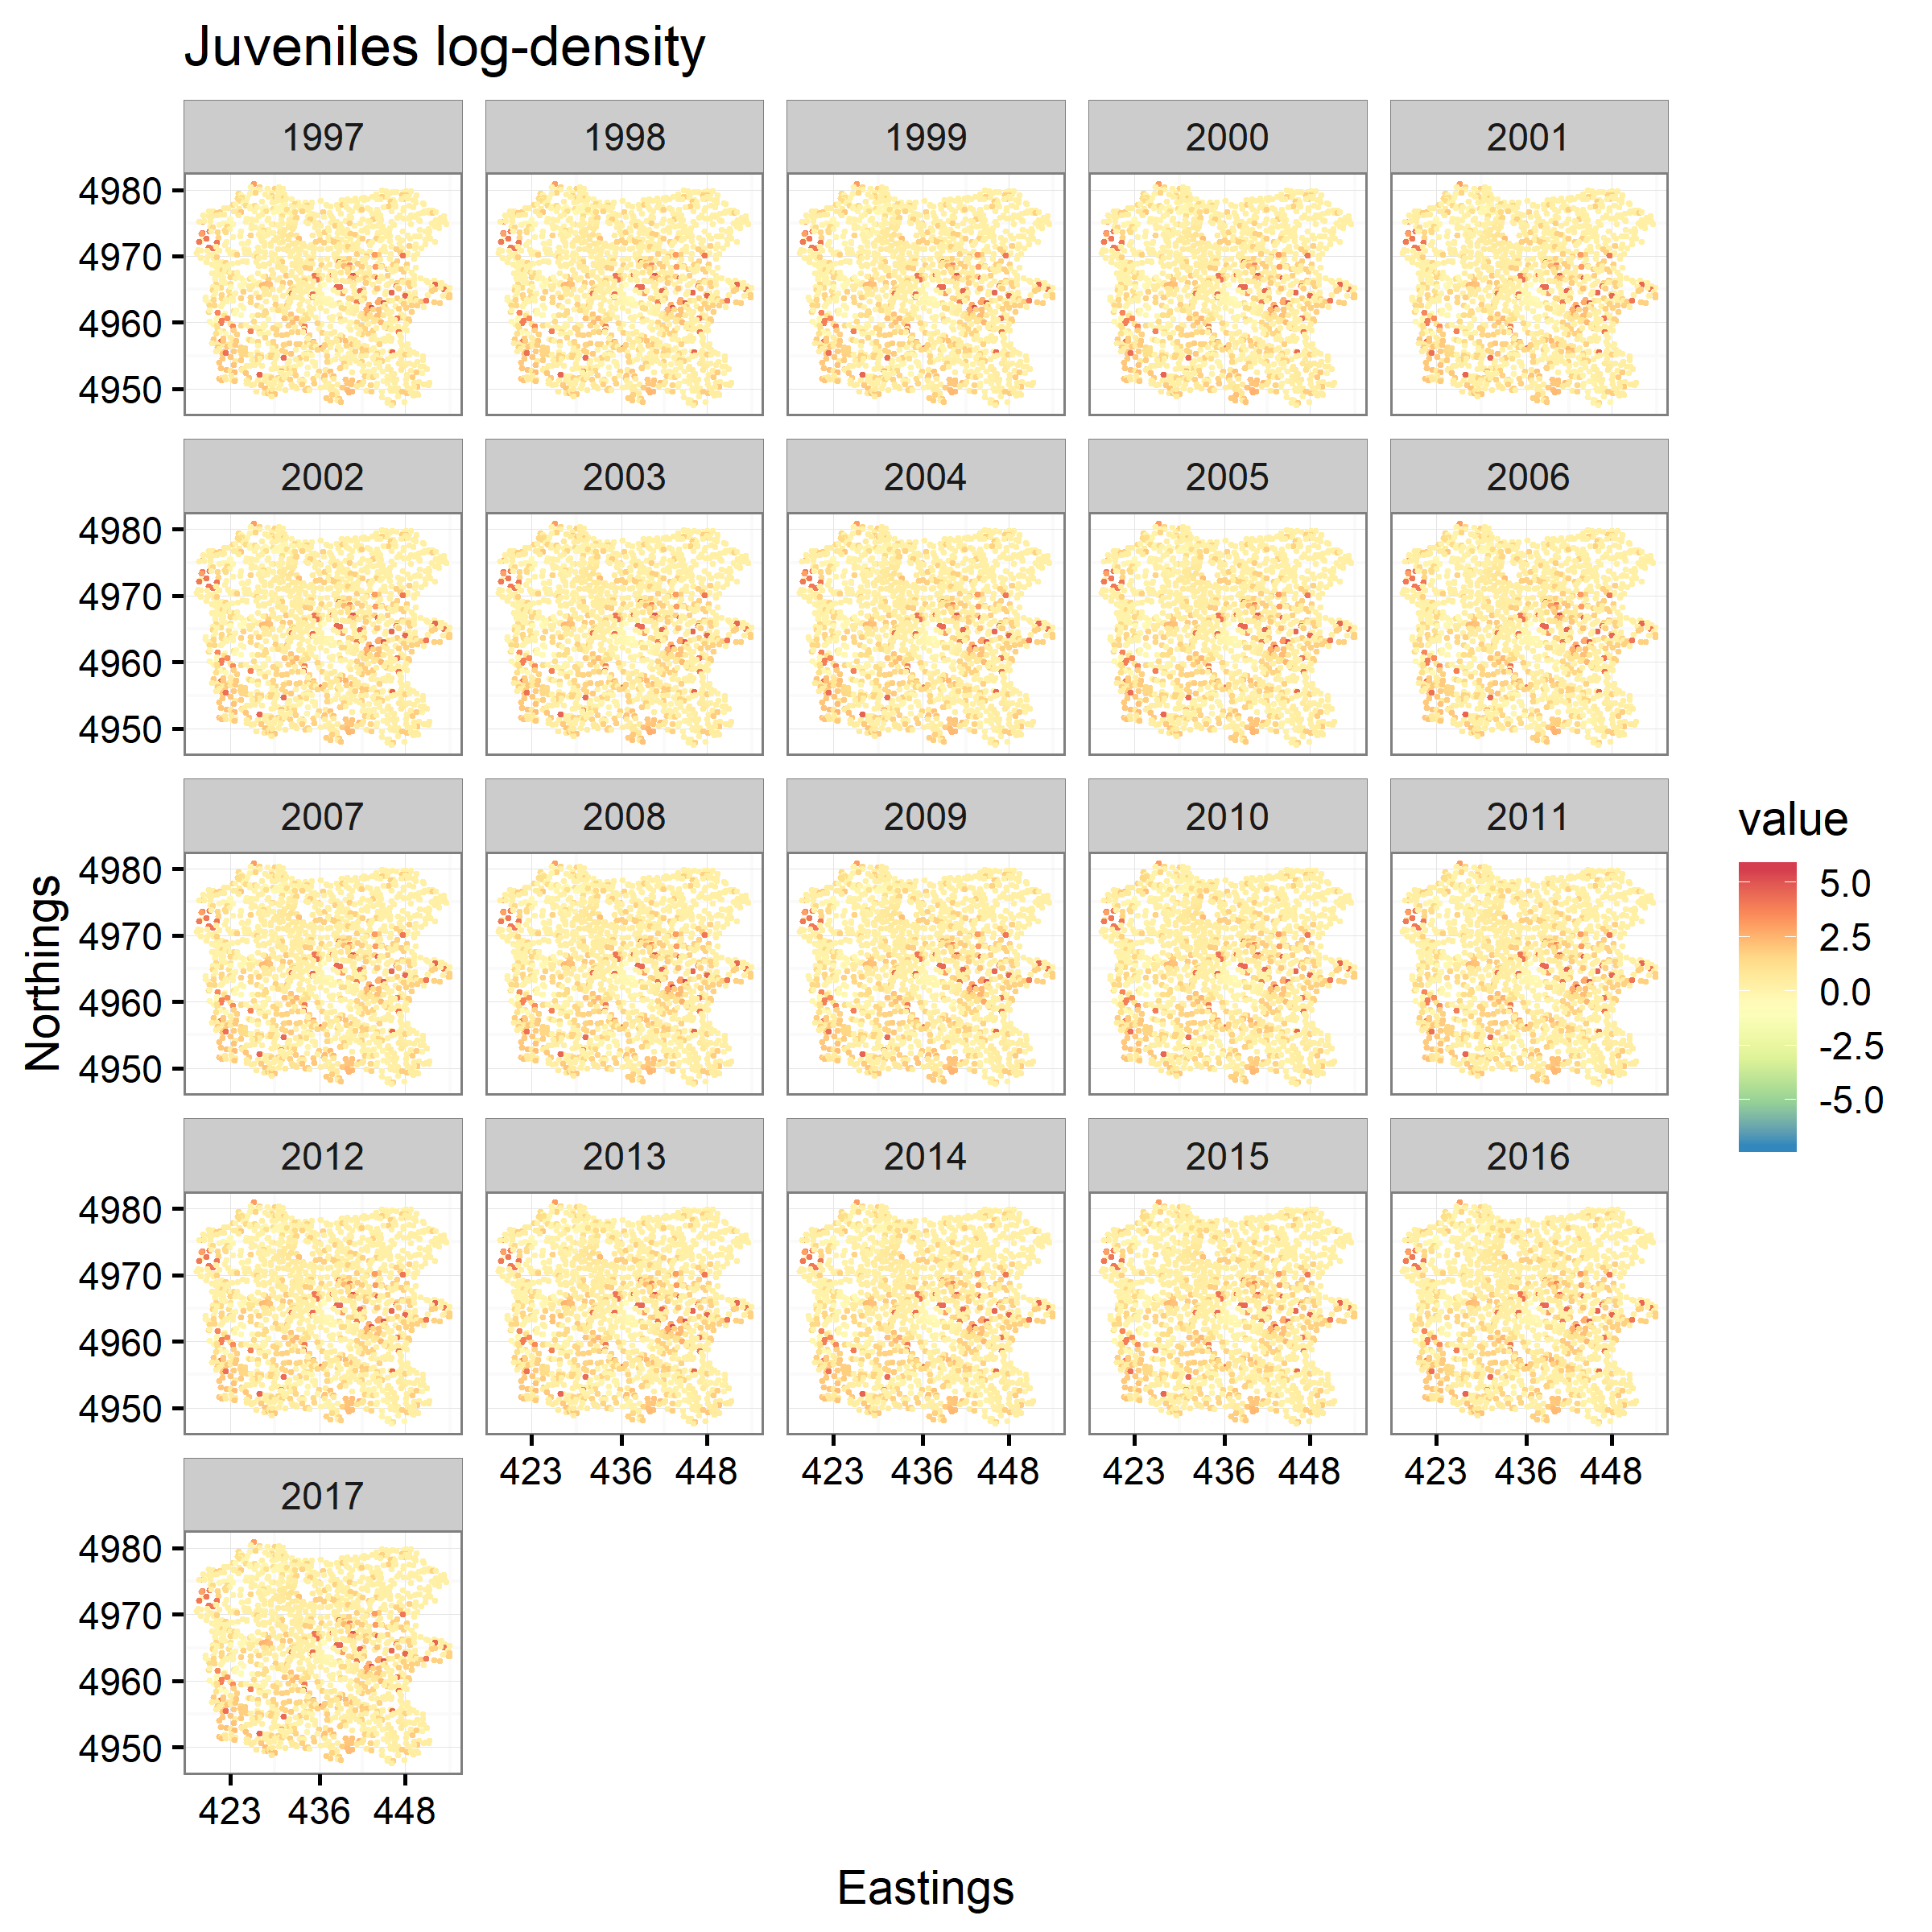 Juveniles log-density
1997 1998 1999 2000 2001
4980
4970
4960
4950
2002 2003 2004 2005 2006
4980
4970
4960
4950
2007 2008 2009 2010 2011
4980
4970
4960
4950
2012 2013 2014 2015 2016
4980
4970
4960
4950
423 436 448 423 436 448 423 436 448 423 436 448
2017
4980
4970
4960
4950
423 436 448
Eastings
Northings
value
5.0
2.5
0.0
-2.5
-5.0